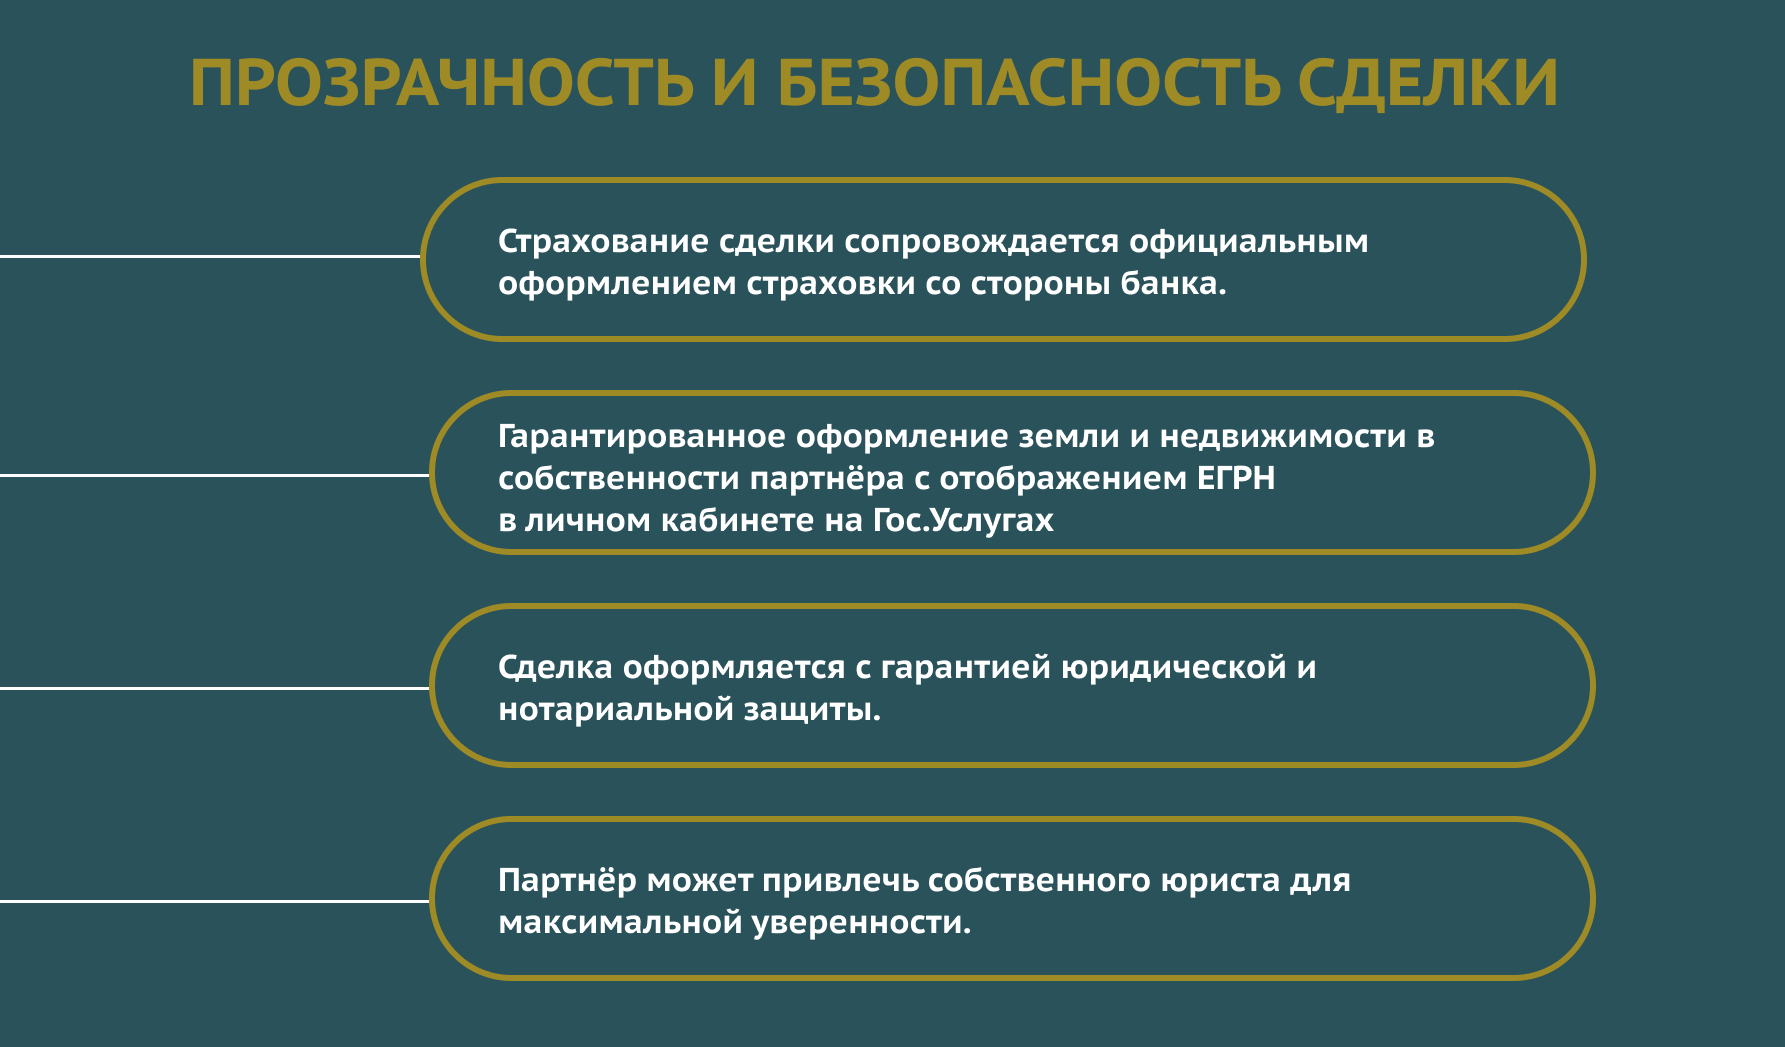 ПРОЗРАЧНОСТЬ И БЕЗОПАСНОСТЬ СДЕЛКИ
Страхование сделки сопровождается официальным
оформлением страховки со стороны банка.
Гарантированное оформление земли и недвижимости в
собственности партнёра с отображением ЕГРН
в личном кабинете на Гос.Услугах
Сделка оформляется с гарантией юридической и
нотариальной защиты.
Партнёр может привлечь собственного юриста для
максимальной уверенности.